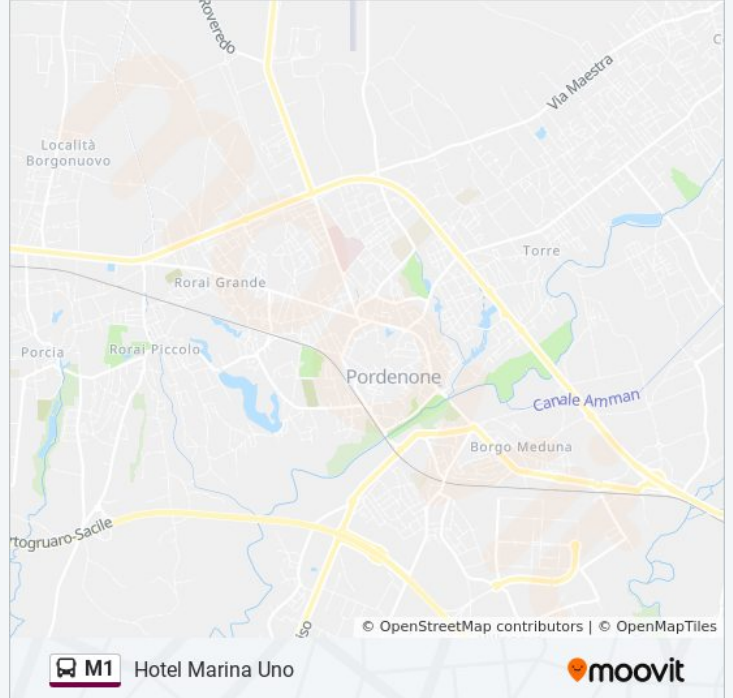 Roveredo
Via Maestra
C
Località
Borgonuovo
Torre
Rorai Grande
Porcia
Rorai Piccolo
Pordenone
Canale Amman
Borgo Meduna
rtogruaro-Sacile
iso
© OpenStreetMap contributors | © OpenMapTiles
M1 Hotel Marina Uno
moovit